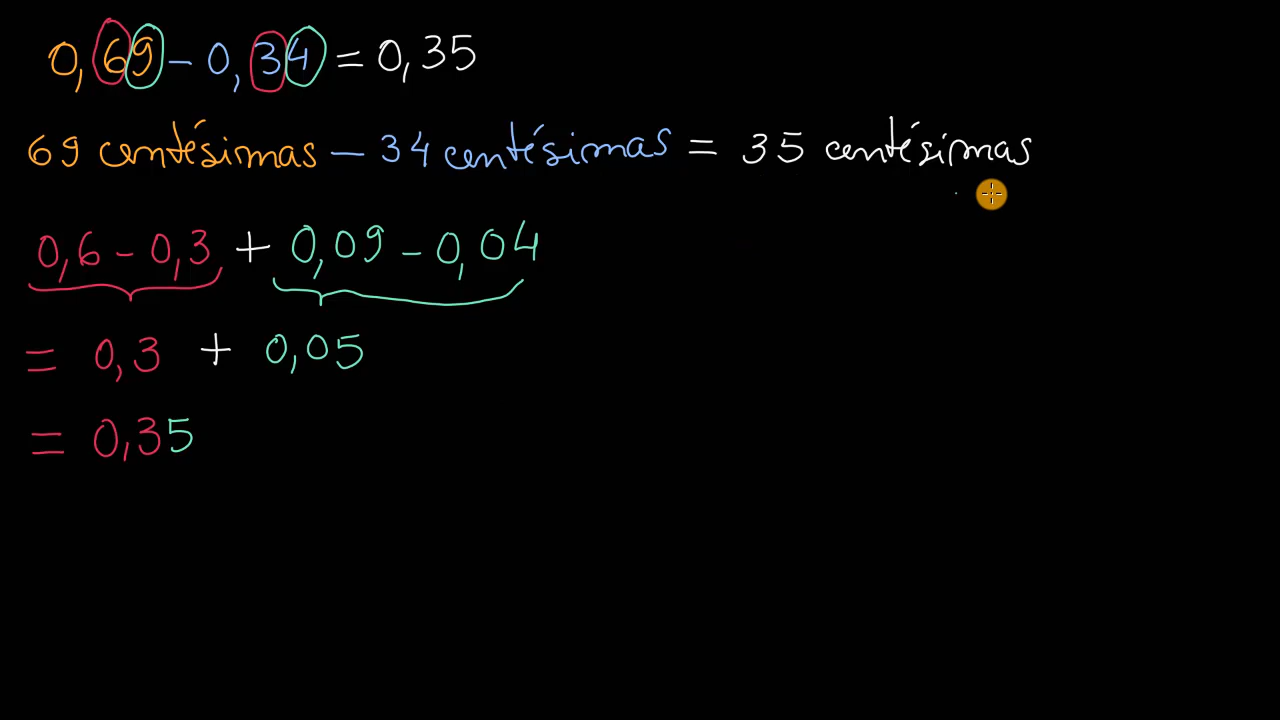 0,69 - 0,34 = 0,35
69 centésimas - 34 centésimas = 35 centésimas
0,6 - 0,3 + 0,09 - 0,04
= 0,3 + 0,05
= 0,35